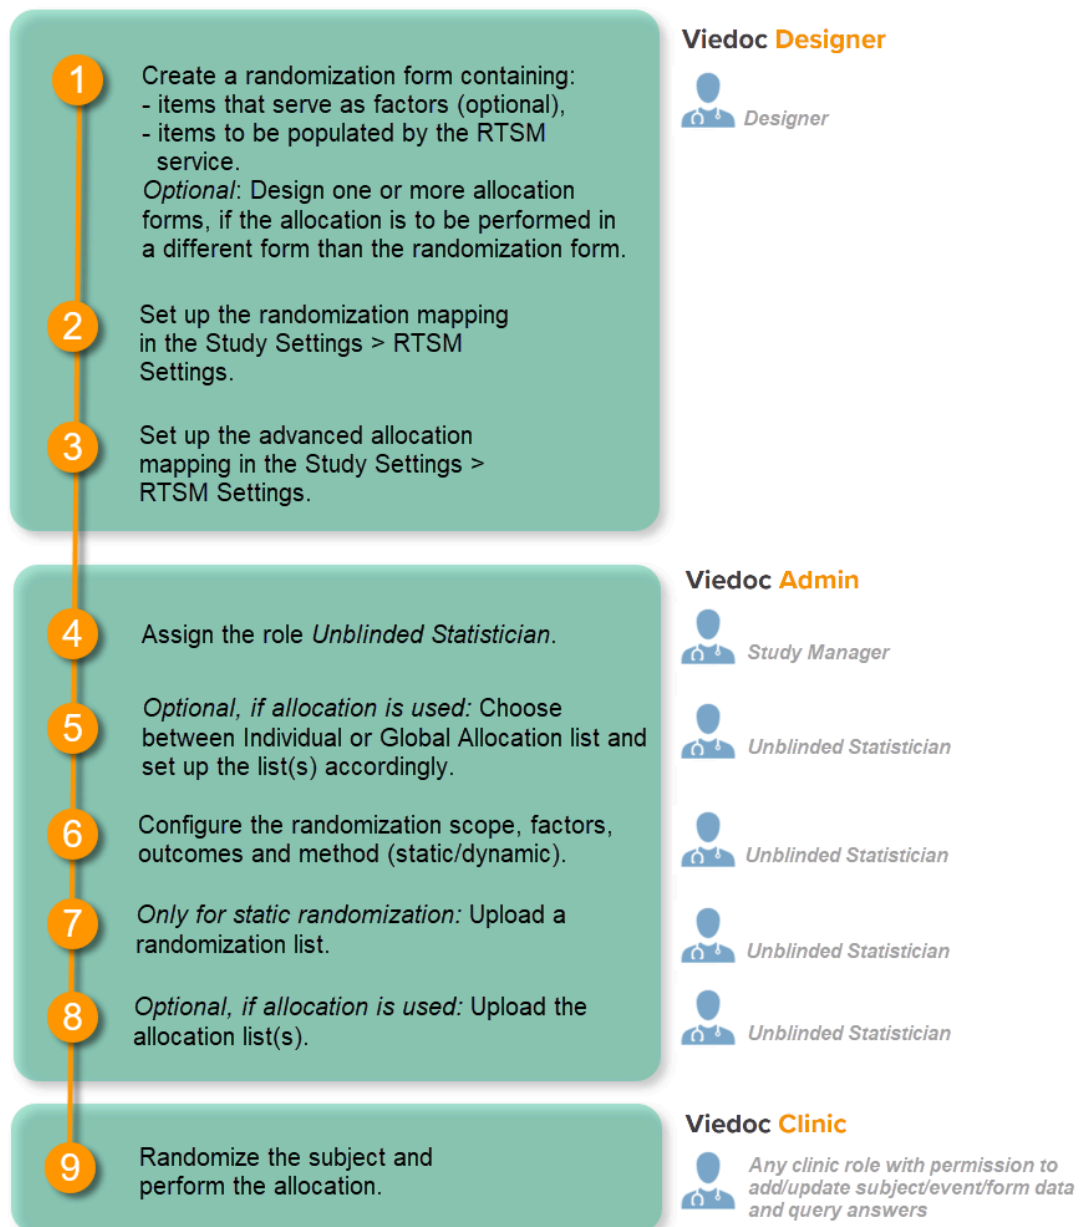 Viedoc Designer
1
Create a randomization form containing:
- items that serve as factors (optional),
- items to be populated by the RTSM
service.
Optional: Design one or more allocation
forms, if the allocation is to be performed in
a different form than the randomization form.
Designer
2
Set up the randomization mapping
in the Study Settings > RTSM
Settings.
3
Set up the advanced allocation
mapping in the Study Settings >
RTSM Settings.
Viedoc Admin
4
Assign the role Unblinded Statistician.
Study Manager
5
Optional, if allocation is used: Choose
between Individual or Global Allocation list and
set up the list(s) accordingly.
Unblinded Statistician
6
Configure the randomization scope, factors,
outcomes and method (static/dynamic).
Unblinded Statistician
7
Only for static randomization: Upload a
randomization list.
Unblinded Statistician
8
Optional, if allocation is used: Upload the
allocation list(s).
Unblinded Statistician
Viedoc Clinic
9
Randomize the subject and
perform the allocation.
Any clinic role with permission to
add/update subject/event/form data
and query answers